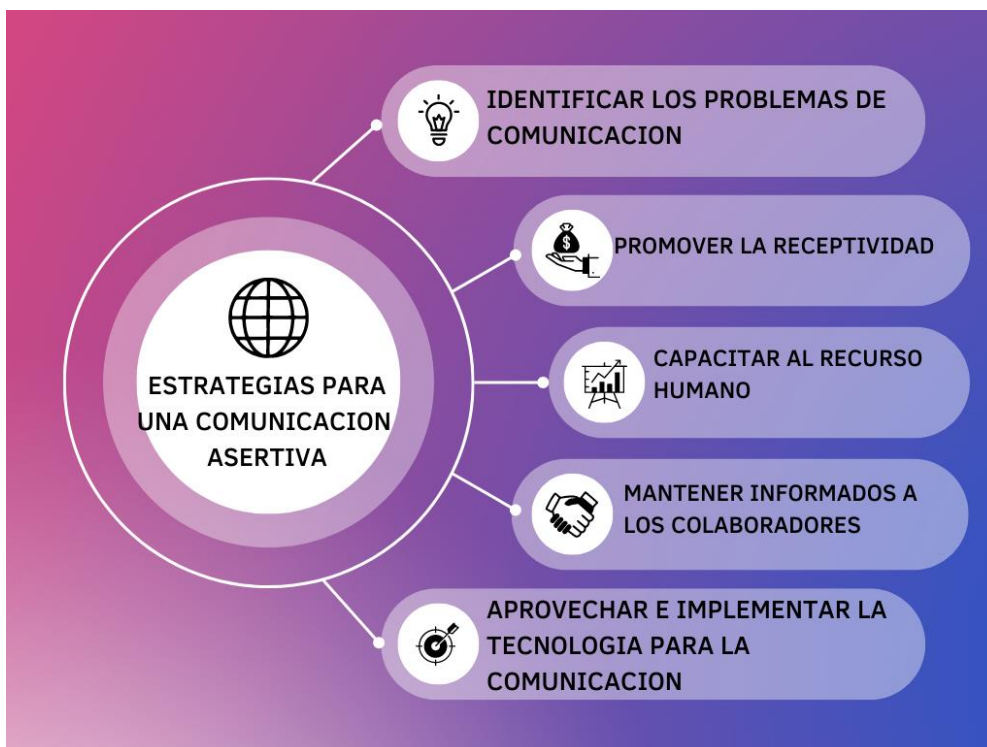 IDENTIFICAR LOS PROBLEMAS DE
COMUNICACION
PROMOVER LA RECEPTIVIDAD
ESTRATEGIAS PARA
UNA COMUNICACION
ASERTIVA
CAPACITAR AL RECURSO
HUMANO
MANTENER INFORMADOS A
LOS COLABORADORES
APROVECHAR E IMPLEMENTAR LA
TECNOLOGIA PARA LA
COMUNICACION